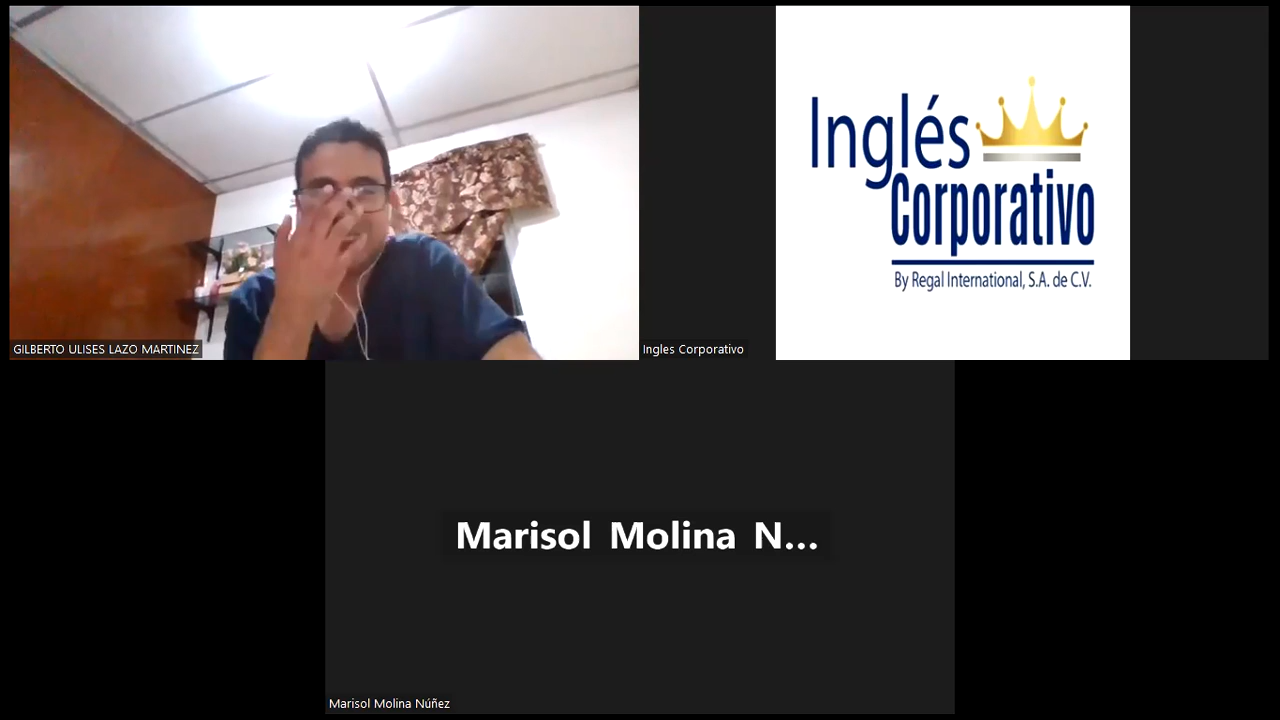 Inglés
Corporativo
By Regal International, S.A. de C.V.
GILBERTO ULISES LAZO MARTINEZ
Ingles Corporativo
Marisol Molina N...
Marisol Molina Núñez